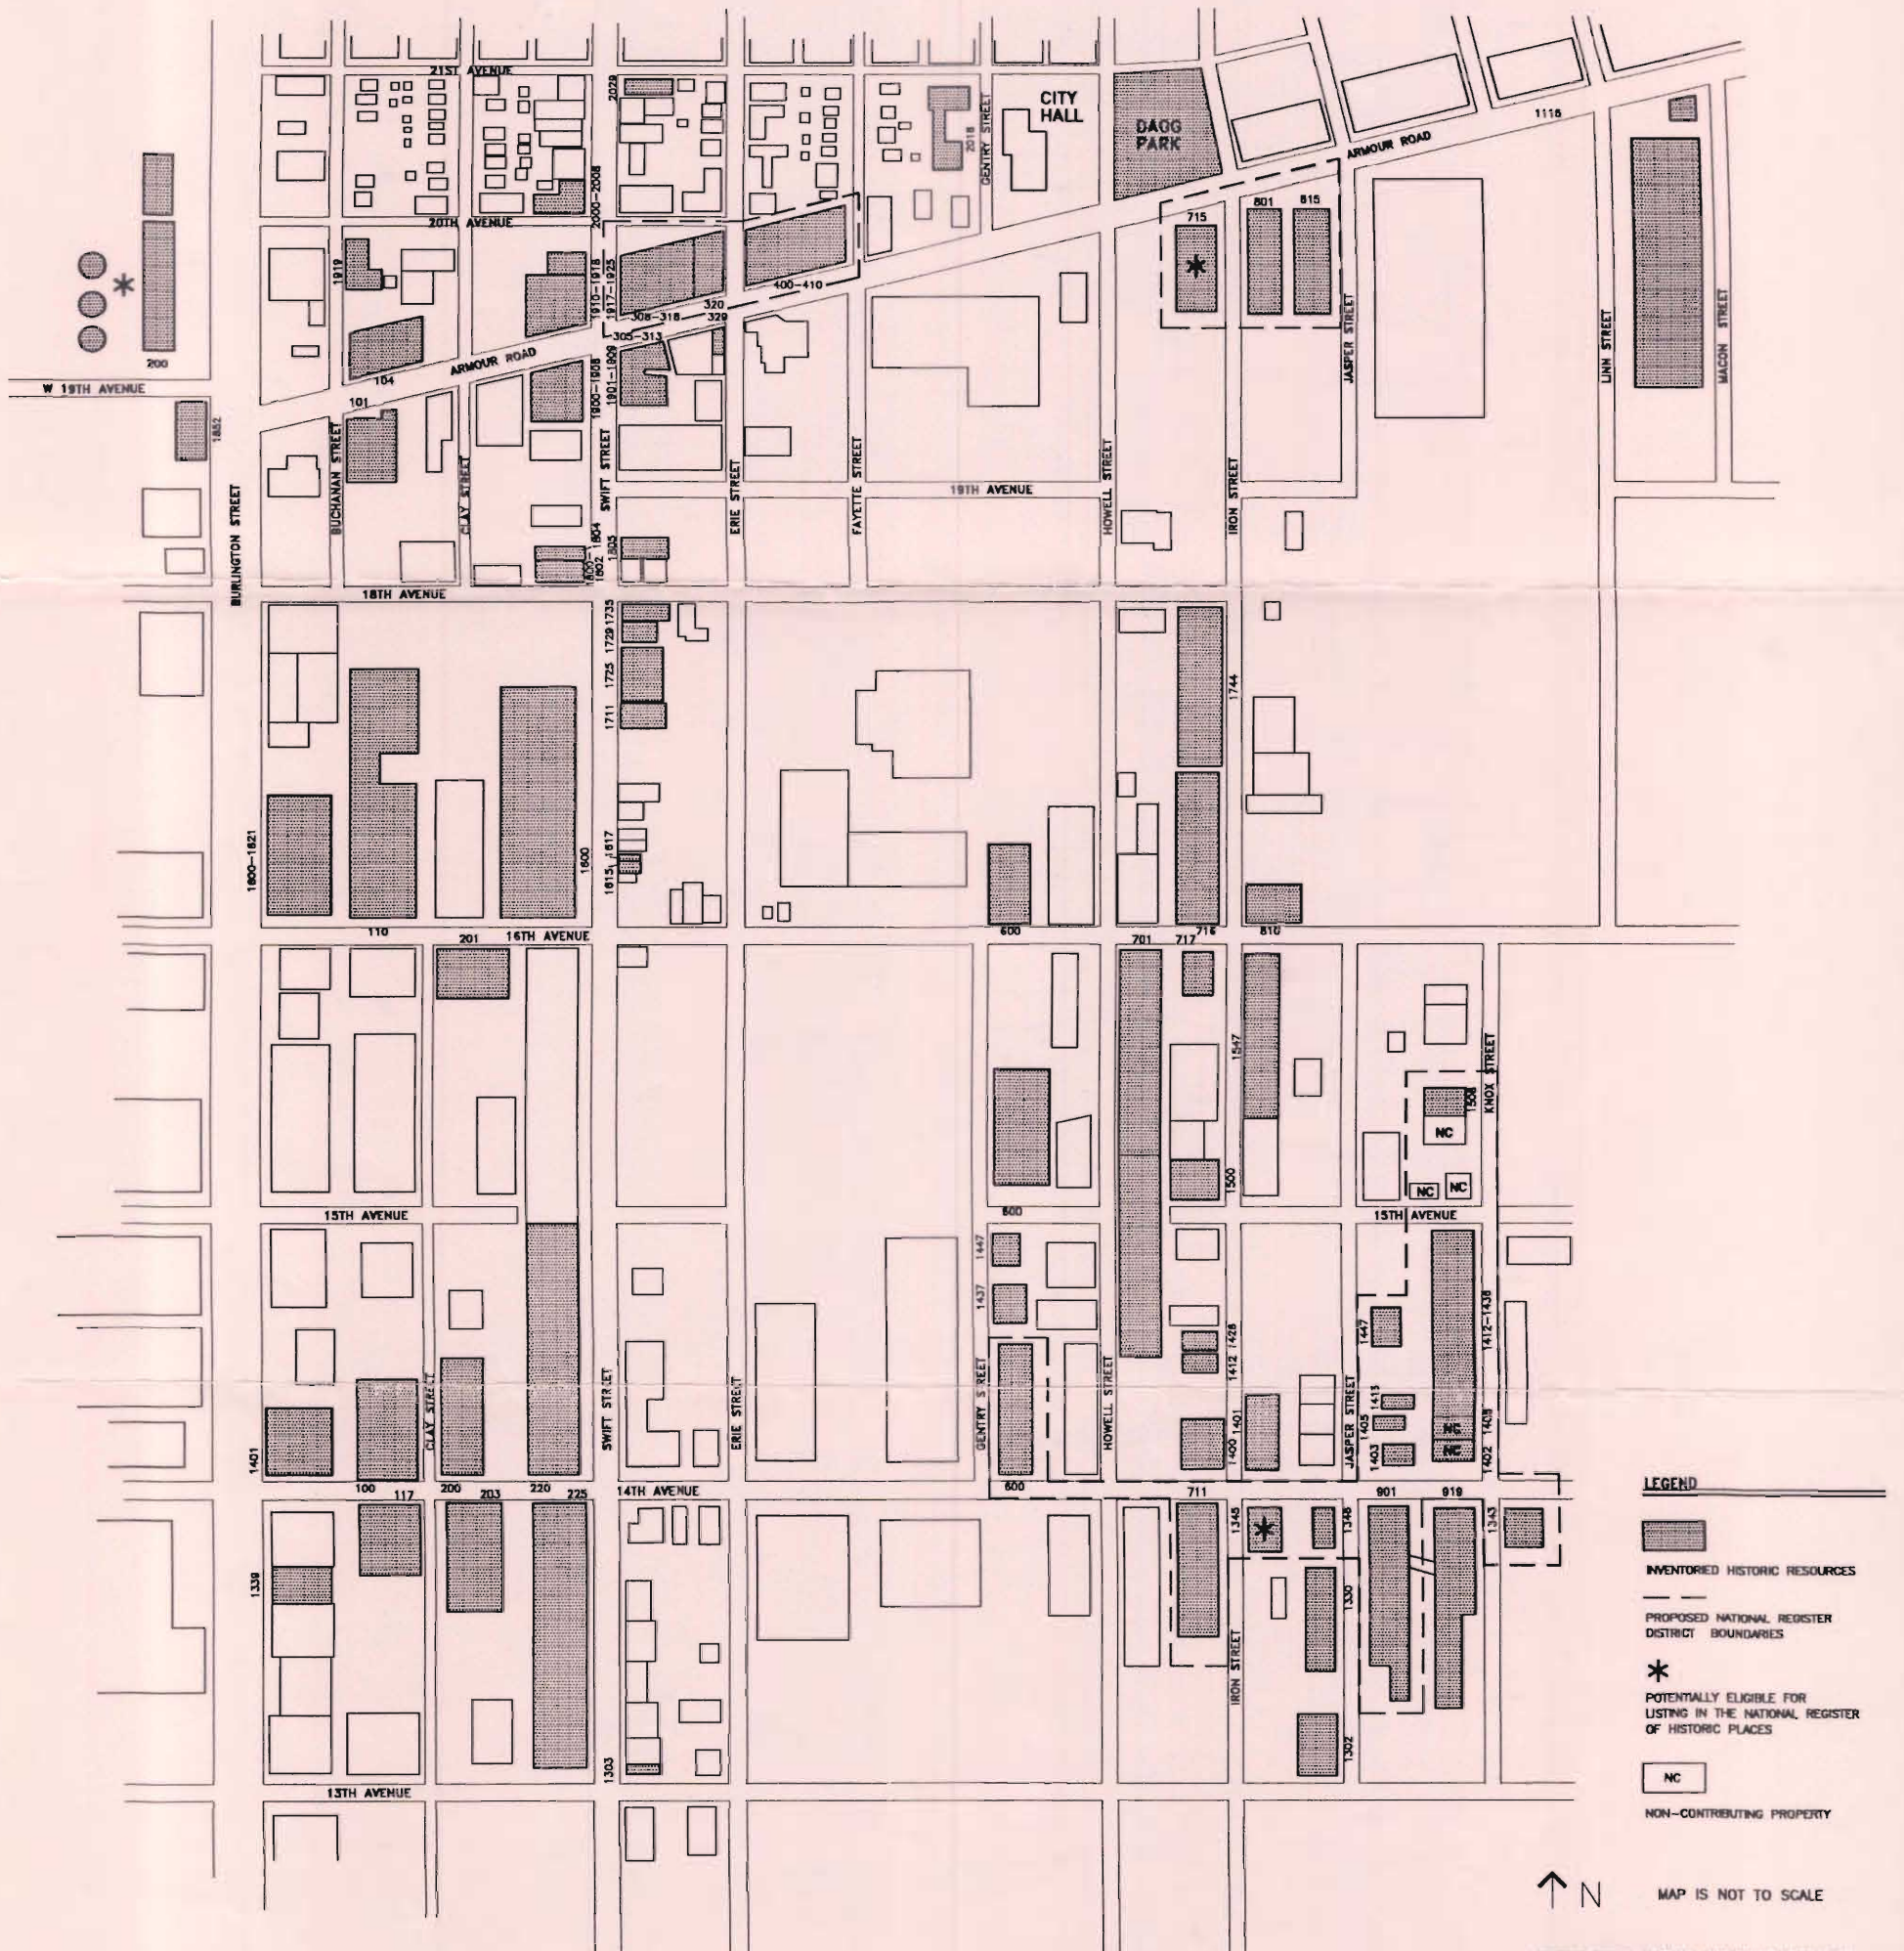 21ST AVENUE
2029
CITY
HALL
DAGG
PARK
2018
GENTRY STREET
1116
ARMOUR ROAD
2000-2008
20TH AVENUE
715
801
815
1919
1910-1918
1917-1925
400-410
320
308-318
329
305-313
200
W 19TH AVENUE
104
ARMOUR ROAD
101
1852
1900-1908
1901-1909
JASPER STREET
LINN STREET
MACON STREET
BURLINGTON STREET
BUCHANAN STREET
CLAY STREET
SWIFT STREET
ERIE STREET
FAYETTE STREET
19TH AVENUE
HOWELL STREET
IRON STREET
1800-
1802
1804
1805
18TH AVENUE
1735
1729
1725
1711
1744
1600-1621
1600
1617
1615
110
201
16TH AVENUE
600
716
810
701
717
1547
KNOX STREET
1508
NC
NC
NC
1500
15TH AVENUE
600
15TH AVENUE
1447
1437
1447
1412-1438
1428
1412
GENTRY STREET
HOWELL STREET
JASPER STREET
CLAY STREET
SWIFT STREET
ERIE STREET
1401
1400
1401
1413
1405
1403
NC
NC
1408
1402
100
117
200
203
220
225
14TH AVENUE
600
711
901
919
1345
1348
1343
1339
1330
IRON STREET
1302
1303
13TH AVENUE
LEGEND
INVENTORIED HISTORIC RESOURCES
PROPOSED NATIONAL REGISTER
DISTRICT BOUNDARIES
POTENTIALLY ELIGIBLE FOR
LISTING IN THE NATIONAL REGISTER
OF HISTORIC PLACES
NC
NON-CONTRIBUTING PROPERTY
N
MAP IS NOT TO SCALE